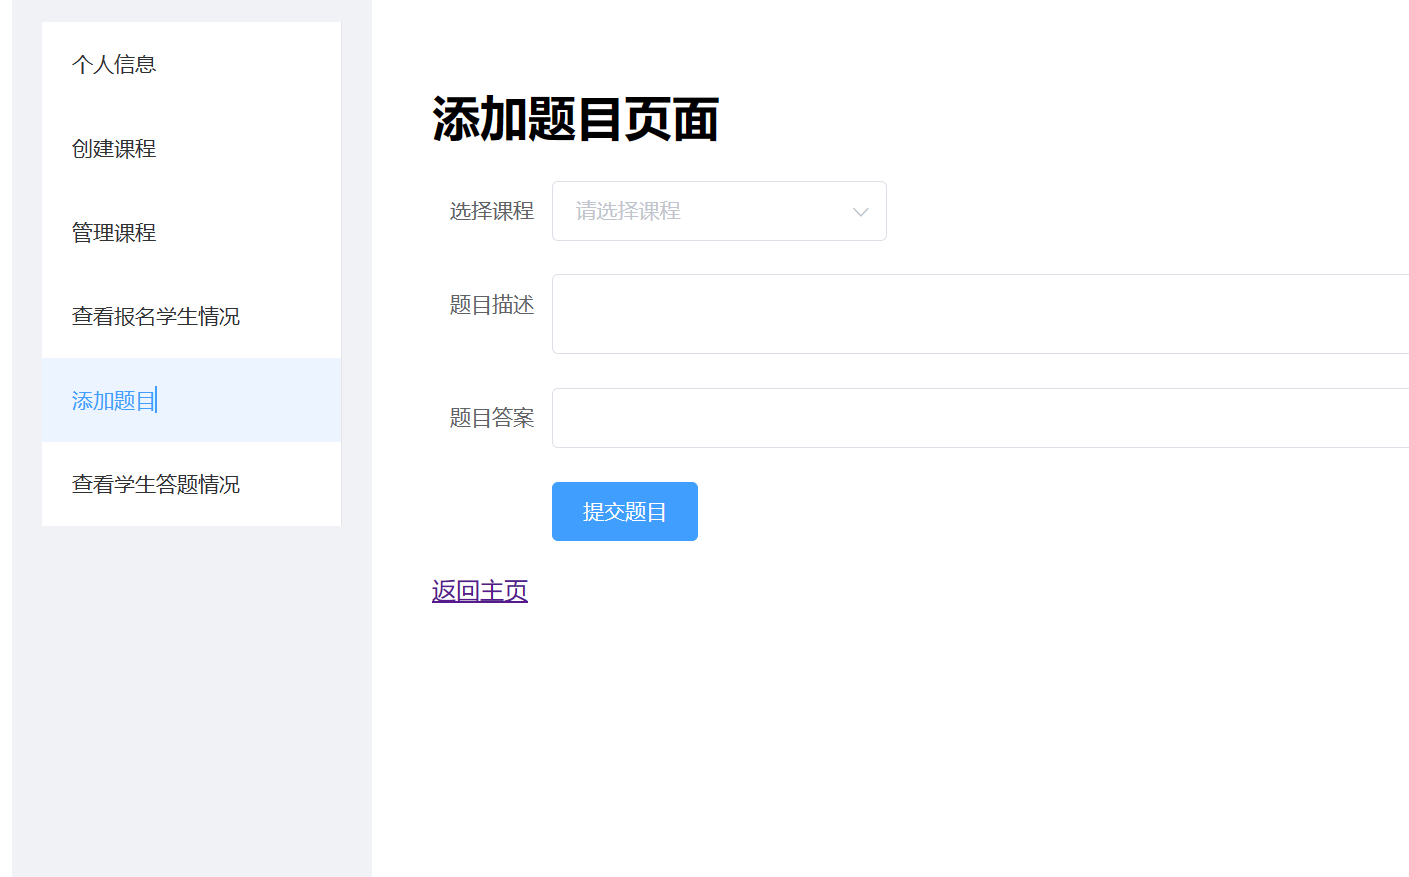 个人信息
创建课程
管理课程
查看报名学生情况
添加题目
查看学生答题情况
添加题目页面
选择课程
请选择课程
题目描述
题目答案
提交题目
返回主页